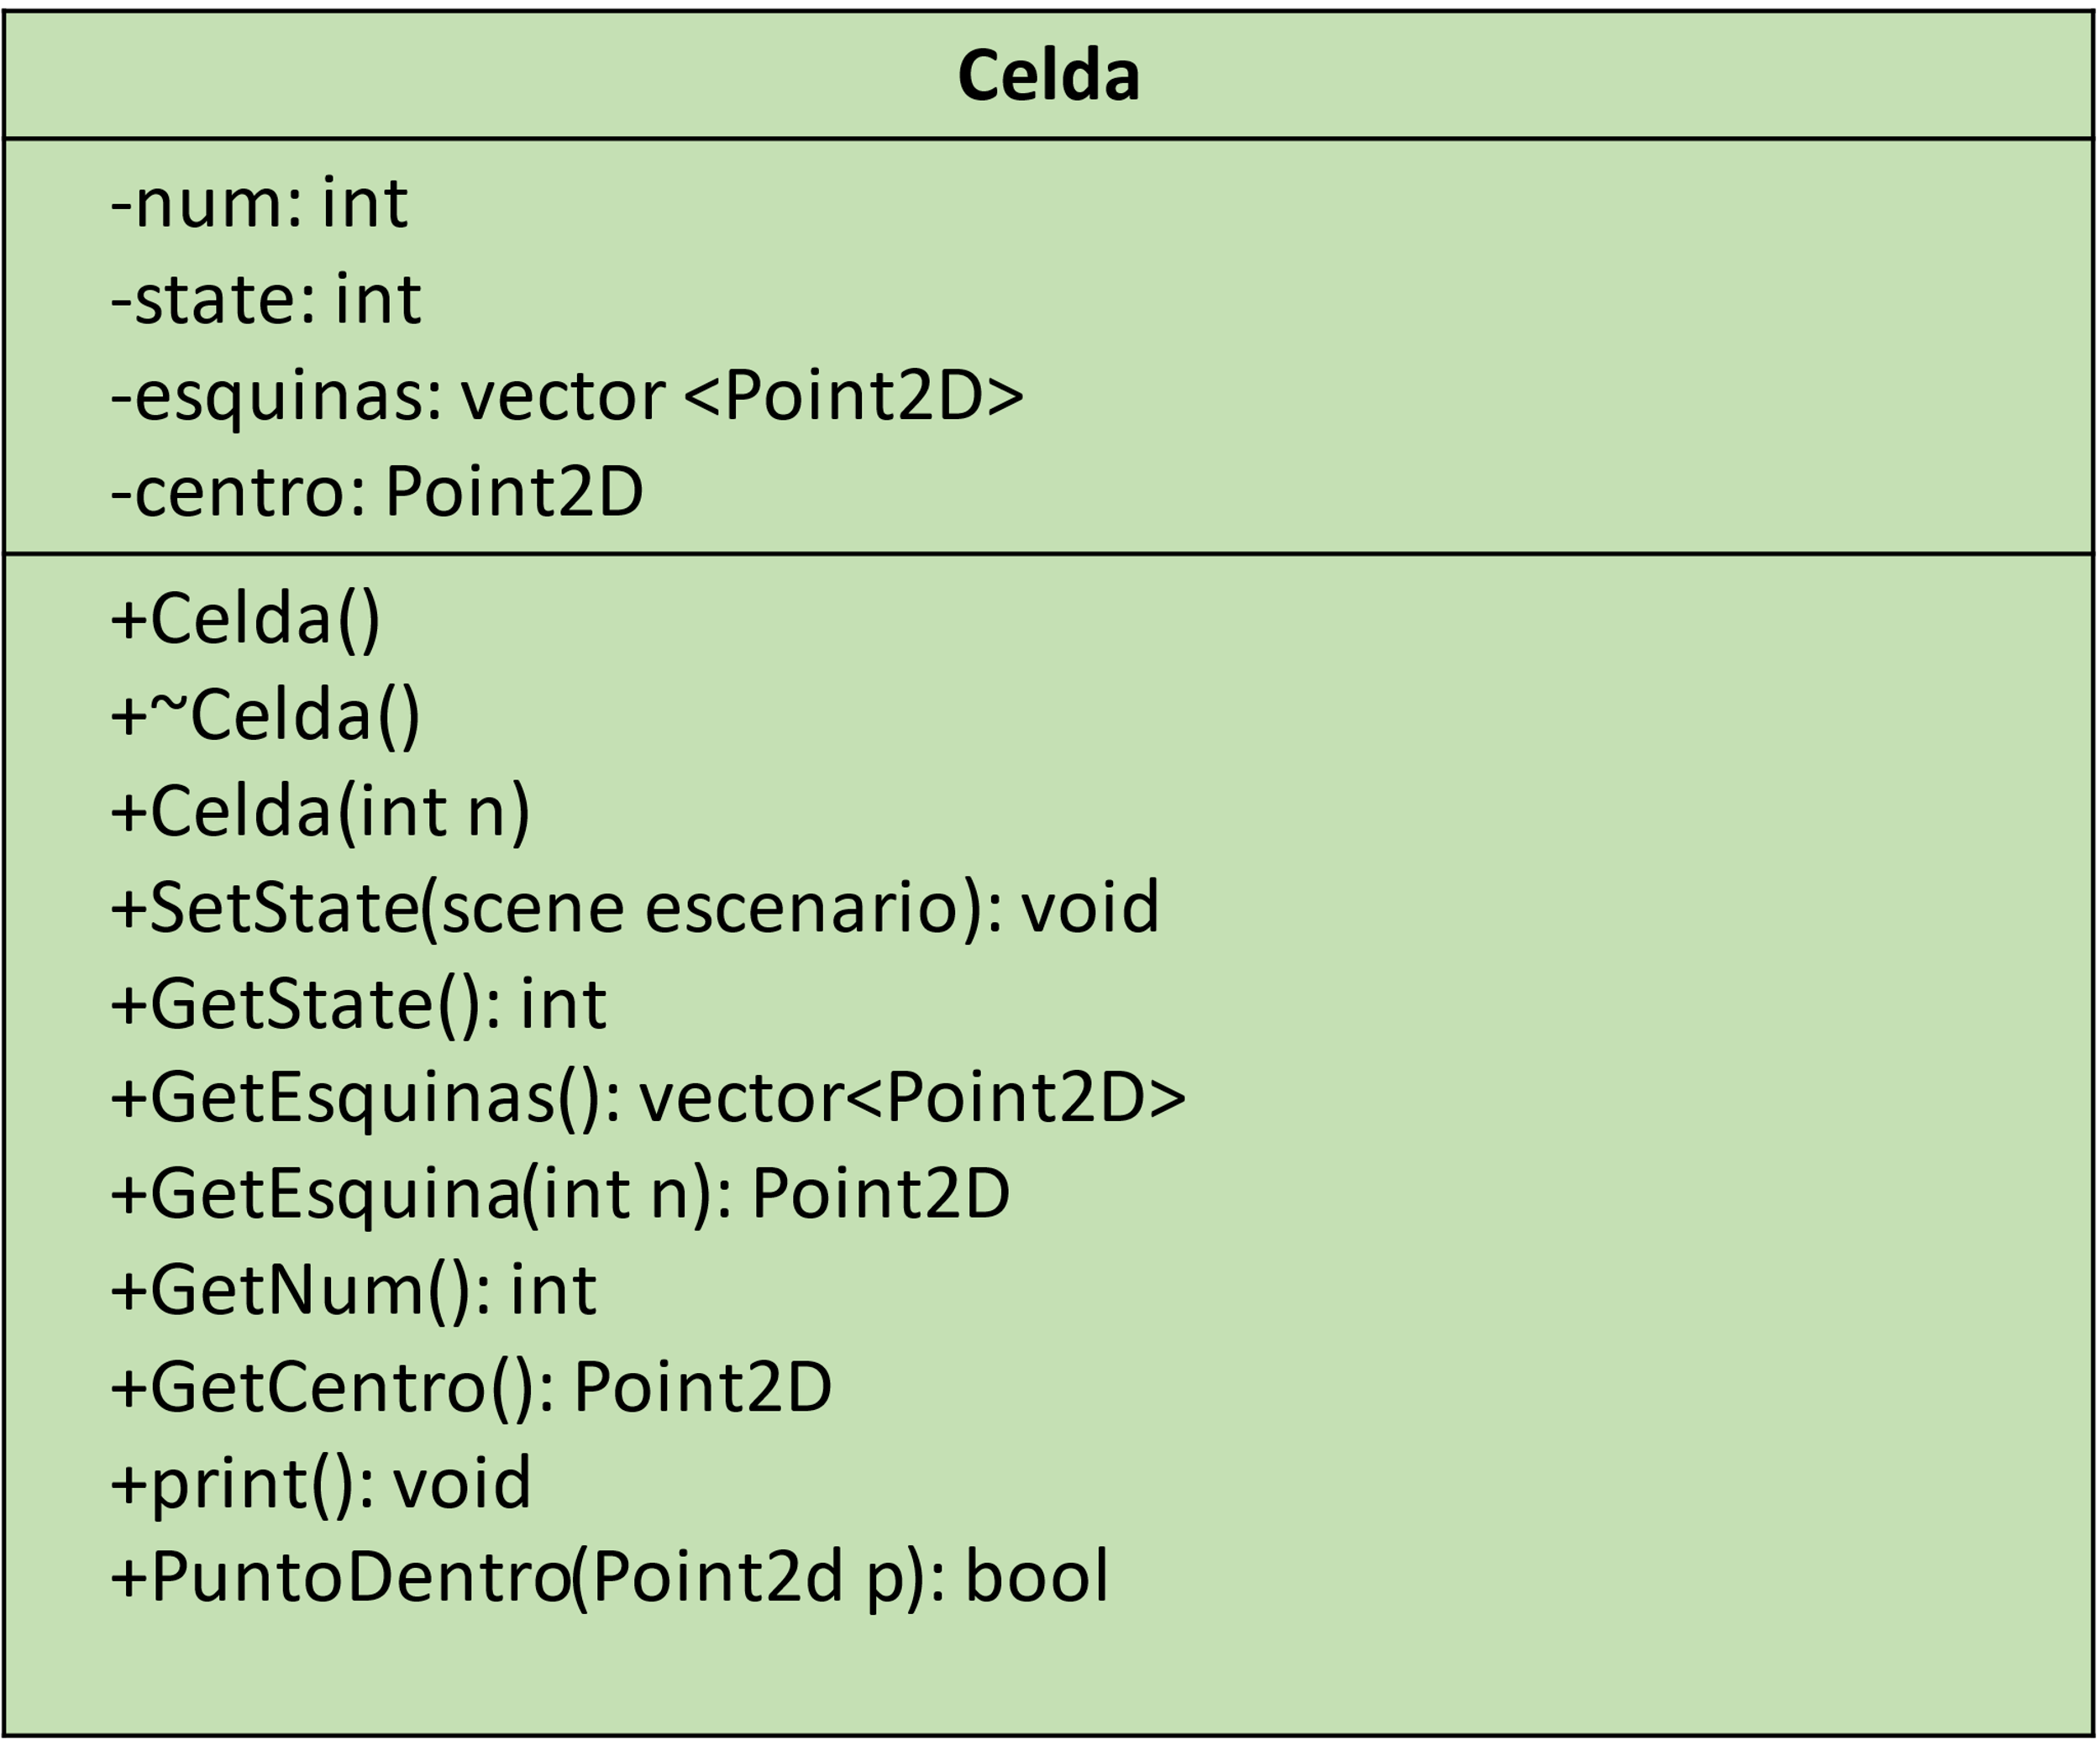 Celda
-num: int
-state: int
-esquinas: vector <Point2D>
-centro: Point2D
+Celda()
+~Celda()
+Celda(int n)
+SetState(scene escenario): void
+GetState(): int
+GetEsquinas(): vector<Point2D>
+GetEsquina(int n): Point2D
+GetNum(): int
+GetCentro(): Point2D
+print(): void
+PuntoDentro(Point2d p): bool